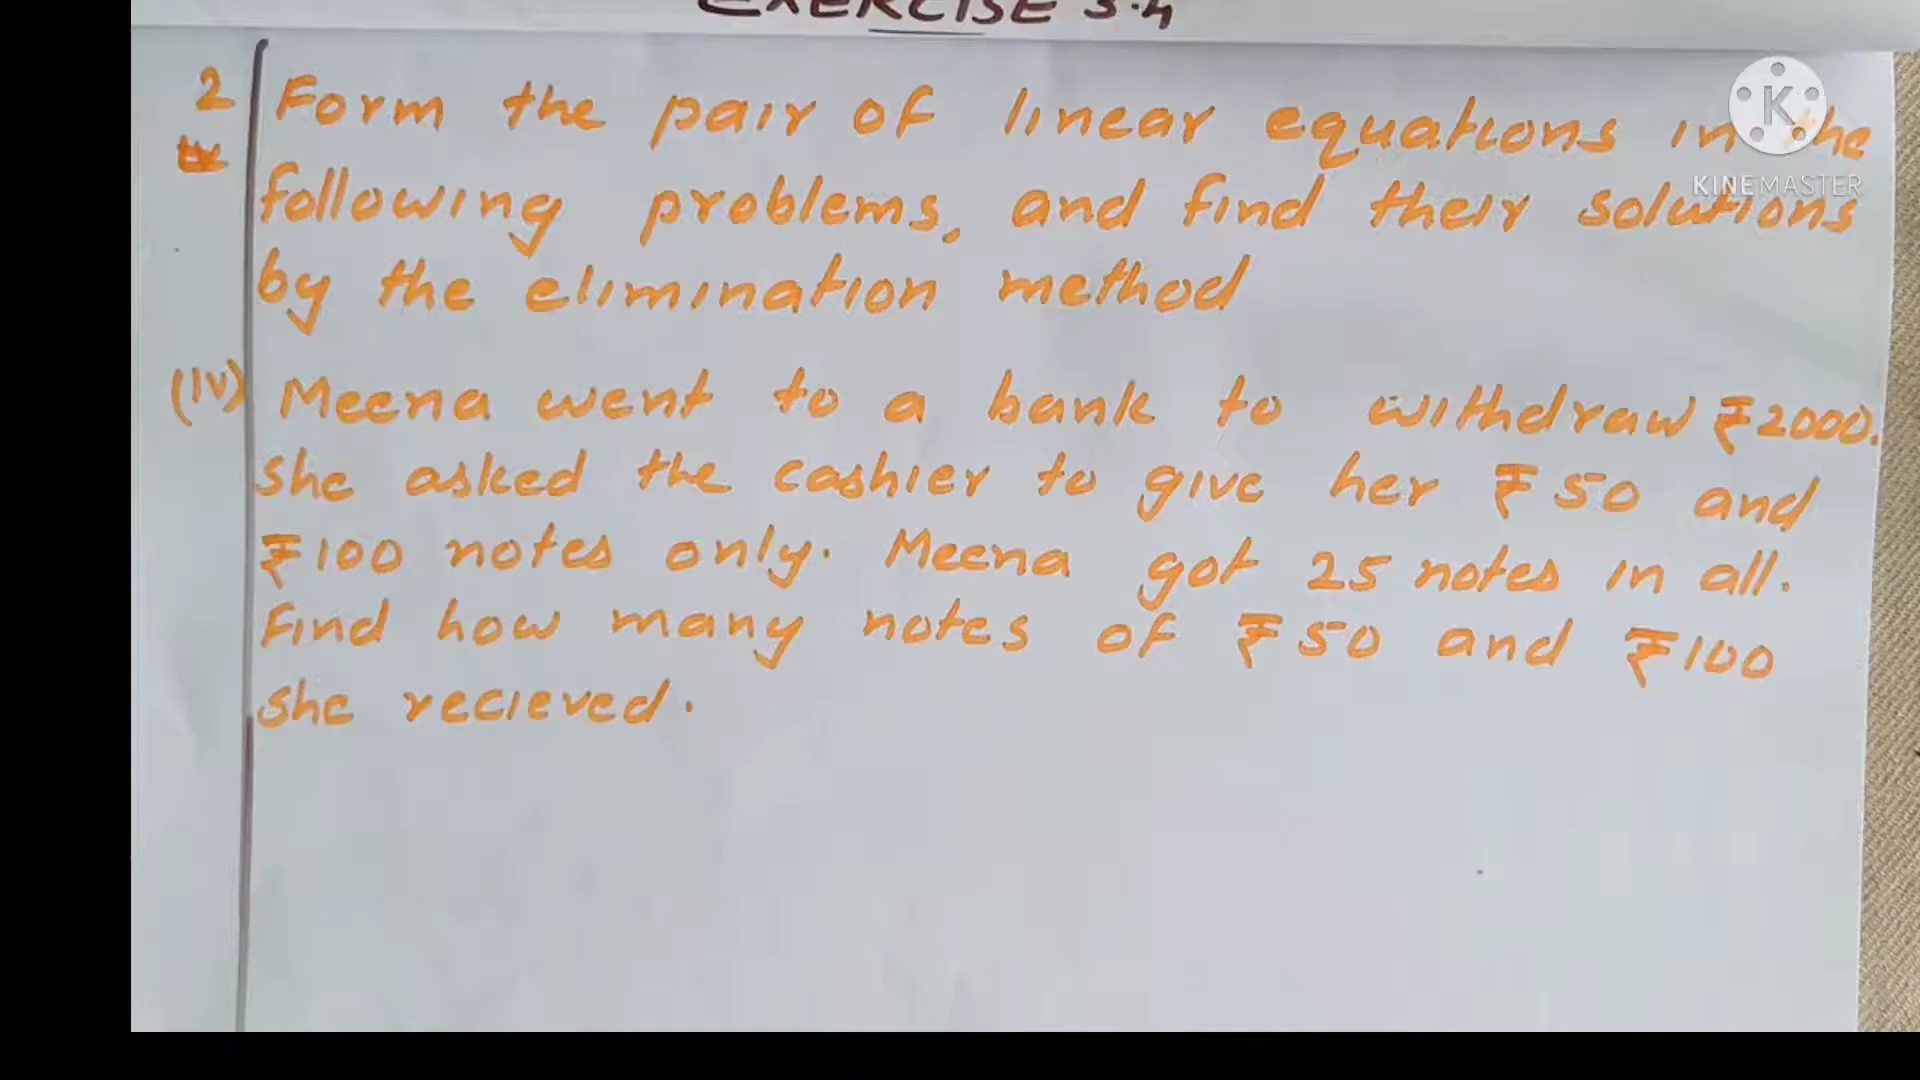 EXERCISE 3.4
2 Form the pair of linear equations in the
KINEMASTER
following problems, and find their solutions
by the elimination method
(iv) Meena went to a bank to withdraw ₹2000.
she asked the cashier to give her ₹50 and
₹100 notes only. Meena got 25 notes in all.
Find how many notes of ₹50 and ₹100
she recieved.